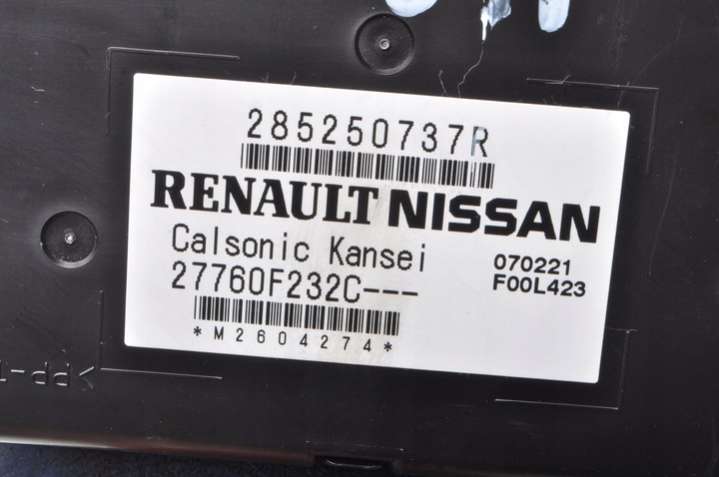 285250737R
RENAULT NISSAN
Calsonic Kansei
27760F232C---
070221
F00L423
*M2604274*